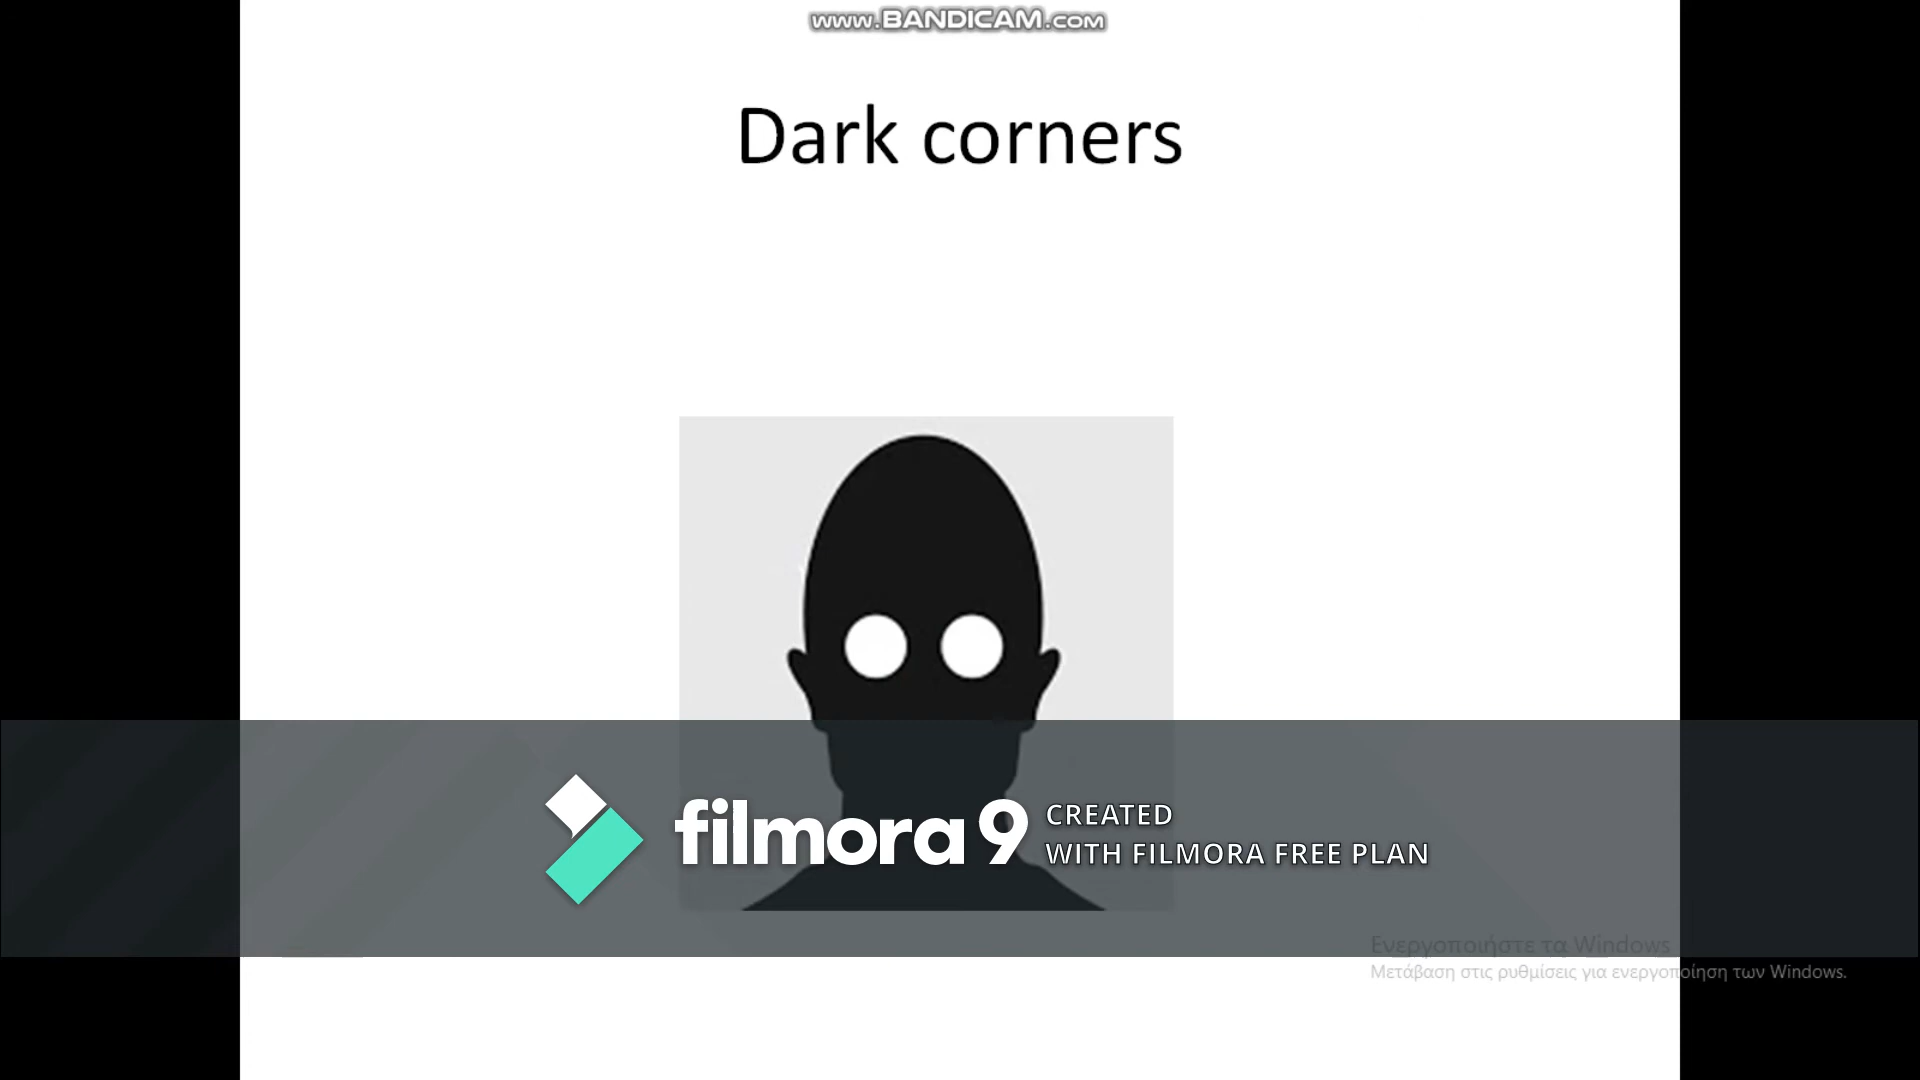 www.BANDICAM.com
Dark corners
filmora 9
CREATED
WITH FILMORA FREE PLAN
Ενεργοποιήστε τα Windows
Μετάβαση στις ρυθμίσεις για ενεργοποίηση των Windows.